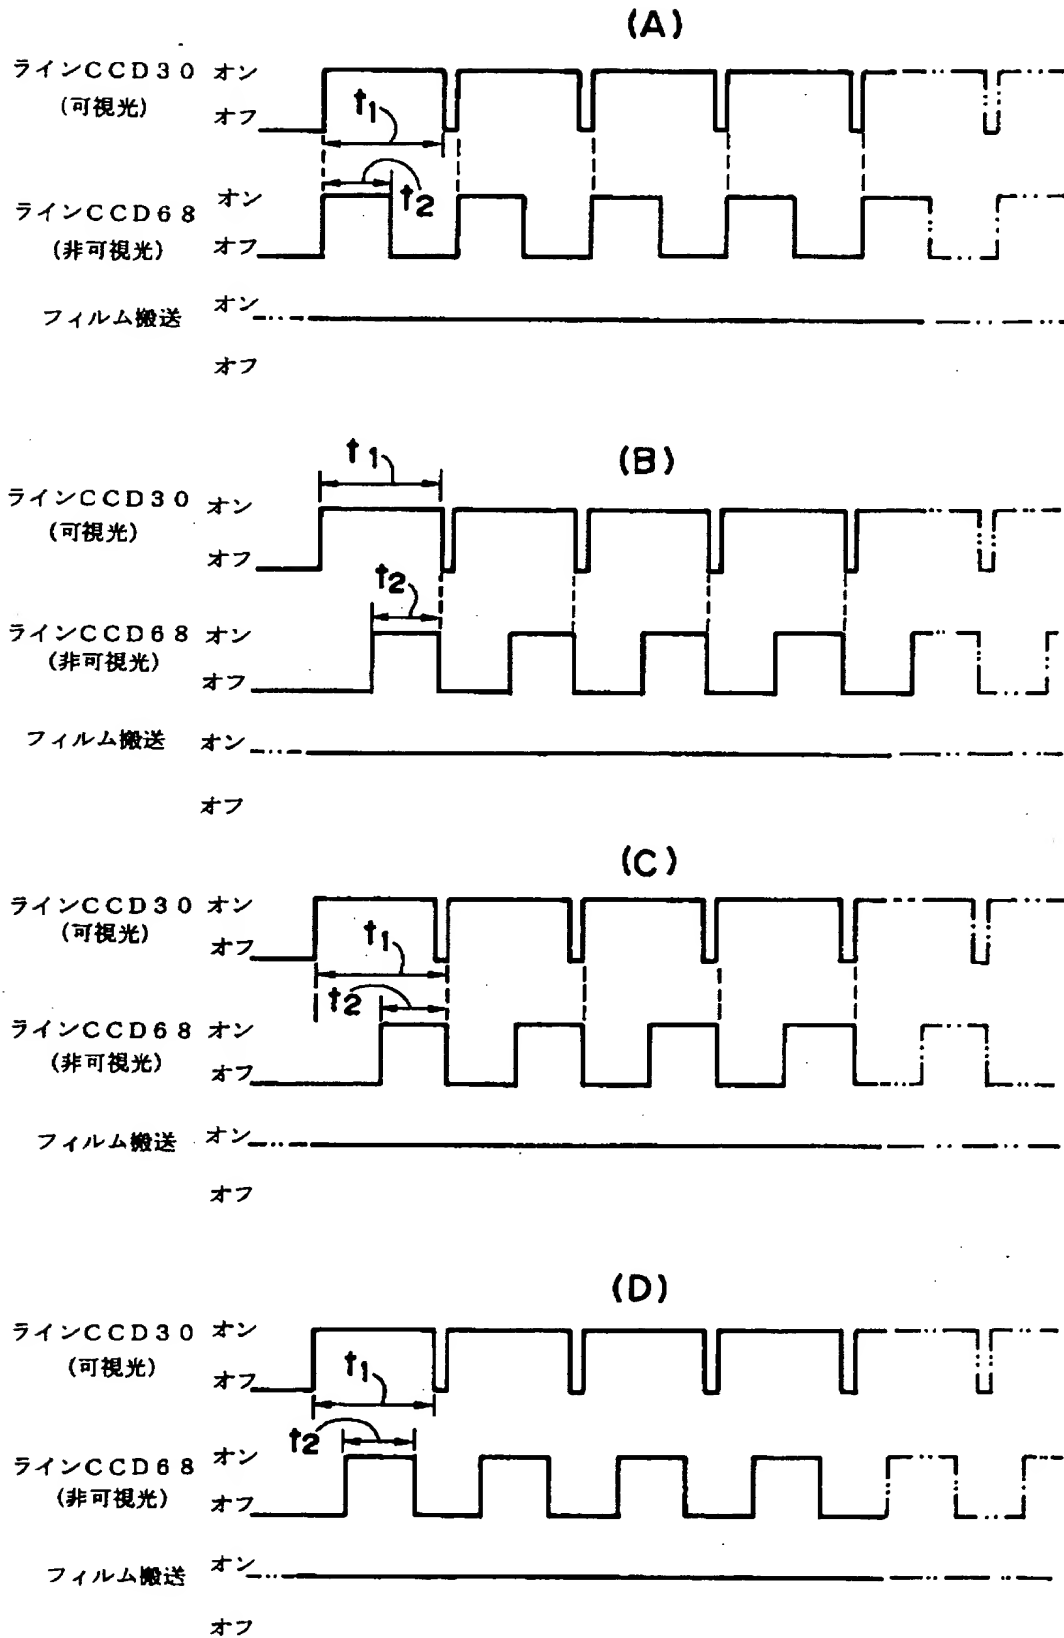 (A)
ラインCCD30 オン
(可視光)
オフ
t1
t2
ラインCCD68 オン
(非可視光) オフ
フィルム搬送 オン
オフ
(B)
t1
ラインCCD30 オン
(可視光)
オフ
t2
ラインCCD68 オン
(非可視光)
オフ
フィルム搬送 オン
オフ
(C)
ラインCCD30 オン
(可視光)
オフ
t1
t2
ラインCCD68 オン
(非可視光)
オフ
フィルム搬送 オン
オフ
(D)
ラインCCD30 オン
(可視光)
オフ
t1
t2
ラインCCD68 オン
(非可視光) オフ
フィルム搬送 オン
オフ